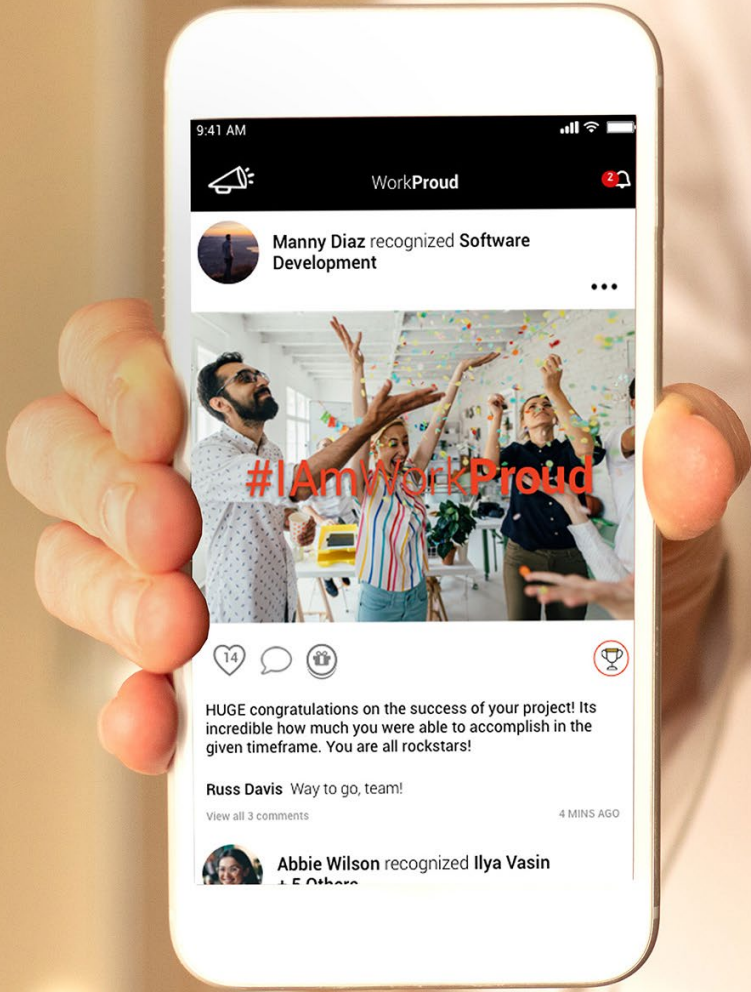 9:41 AM
WorkProud
2
Manny Diaz recognized Software
Development
#IAmWorkProud
14
HUGE congratulations on the success of your project! Its
incredible how much you were able to accomplish in the
given timeframe. You are all rockstars!
Russ Davis Way to go, team!
View all 3 comments
4 MINS AGO
Abbie Wilson recognized Ilya Vasin
+ 5 Others